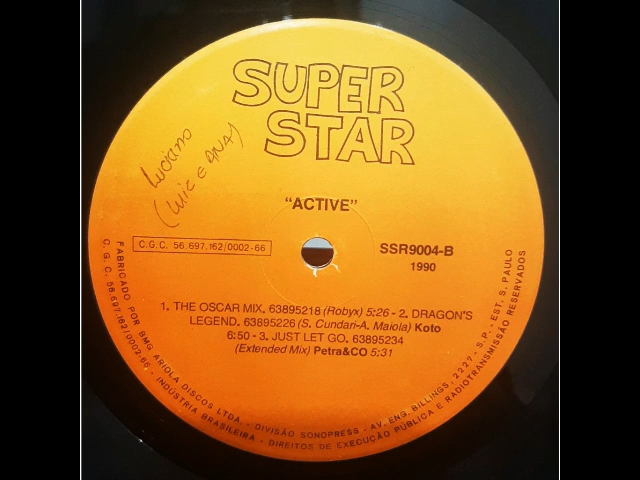 SUPER
STAR
Luciano
"ACTIVE"
C.G.C. 56.697.162/0002-66
SSR9004-B
1990
1. THE OSCAR MIX. 63895218 (Robyx) 5:26 - 2. DRAGON'S
LEGEND. 63895226 (S. Cundari-A. Maiola) Koto
6:50 - 3. JUST LET GO. 63895234
(Extended Mix) Petra&CO 5:31
FABRICADO POR BMG ARIOLA DISCOS LTDA. - DIVISÃO SONOPRESS - AV. ENG. BILLINGS, 2227 - S.P. - EST. S. PAULO
C.G.C. 56.697.162/0002-66 - INDÚSTRIA BRASILEIRA - DIREITOS DE EXECUÇÃO PÚBLICA E RADIOTRANSMISSÃO RESERVADOS